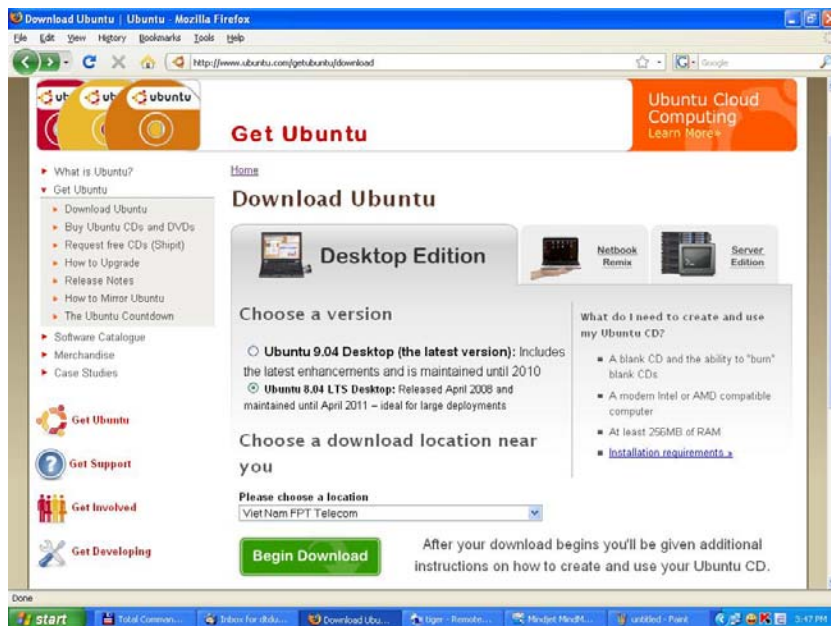 Download Ubuntu | Ubuntu - Mozilla Firefox
File Edit View History Bookmarks Tools Help
http://www.ubuntu.com/getubuntu/download
Google
ubuntu
Get Ubuntu
Ubuntu Cloud
Computing
Learn More»
What is Ubuntu?
Get Ubuntu
Download Ubuntu
Buy Ubuntu CDs and DVDs
Request free CDs (Shipit)
How to Upgrade
Release Notes
How to Mirror Ubuntu
The Ubuntu Countdown
Software Catalogue
Merchandise
Case Studies
Get Ubuntu
Get Support
Get Involved
Get Developing
Home
Download Ubuntu
Desktop Edition
Netbook
Remix
Server
Edition
Choose a version
Ubuntu 9.04 Desktop (the latest version): Includes
the latest enhancements and is maintained until 2010
Ubuntu 8.04 LTS Desktop: Released April 2008 and
maintained until April 2011 – ideal for large deployments
Choose a download location near
you
Please choose a location
Viet Nam FPT Telecom
Begin Download
After your download begins you'll be given additional
instructions on how to create and use your Ubuntu CD.
What do I need to create and use
my Ubuntu CD?
A blank CD and the ability to "burn"
blank CDs
A modern Intel or AMD compatible
computer
At least 256MB of RAM
Installation requirements »
Done
start
Total Comman...
Inbox for dtdu...
Download Ubu...
tiger - Remote...
Mindjet MindM...
untitled - Paint
5:47 PM